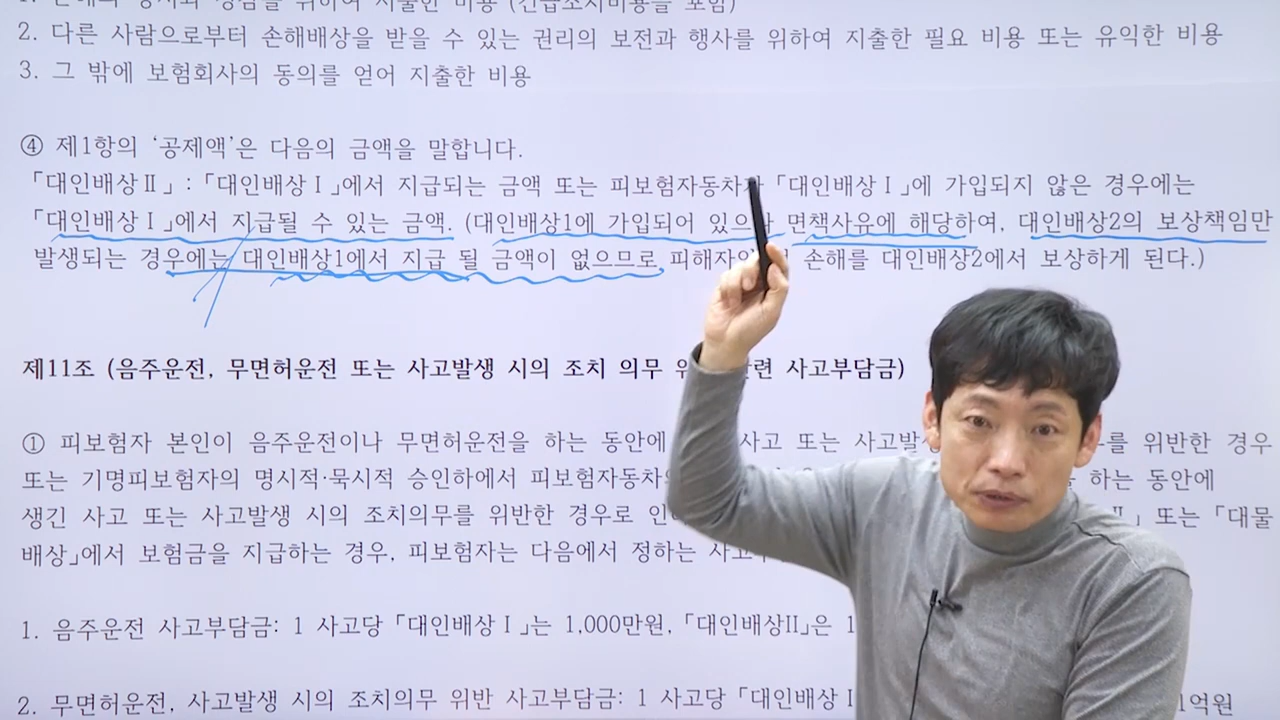 2. 다른 사람으로부터 손해배상을 받을 수 있는 권리의 보전과 행사를 위하여 지출한 필요 비용 또는 유익한 비용
3. 그 밖에 보험회사의 동의를 얻어 지출한 비용
④ 제1항의 ‘공제액’은 다음의 금액을 말합니다.
「대인배상Ⅱ」 : 「대인배상Ⅰ」에서 지급되는 금액 또는 피보험자동차가 「대인배상Ⅰ」에 가입되지 않은 경우에는
「대인배상Ⅰ」에서 지급될 수 있는 금액. (대인배상1에 가입되어 있으나 면책사유에 해당하여, 대인배상2의 보상책임만
발생되는 경우에는 대인배상1에서 지급 될 금액이 없으므로 손해를 대인배상2에서 보상하게 된다.)
제11조 (음주운전, 무면허운전 또는 사고발생 시의 조치 의무 사고부담금)
① 피보험자 본인이 음주운전이나 무면허운전을 하는 동안에 사고 또는 위반한 경우
또는 기명피보험자의 명시적·묵시적 승인하에서 하는 동안에
생긴 사고 또는 사고발생 시의 조치의무를 위반한 경우로 또는 「대물
배상」에서 보험금을 지급하는 경우, 피보험자는 다음에서 정하는
1. 음주운전 사고부담금: 1 사고당 「대인배상Ⅰ」는 1,000만원, 「대인배상II」은
2. 무면허운전, 사고발생 시의 조치의무 위반 사고부담금: 1 사고당 1억원